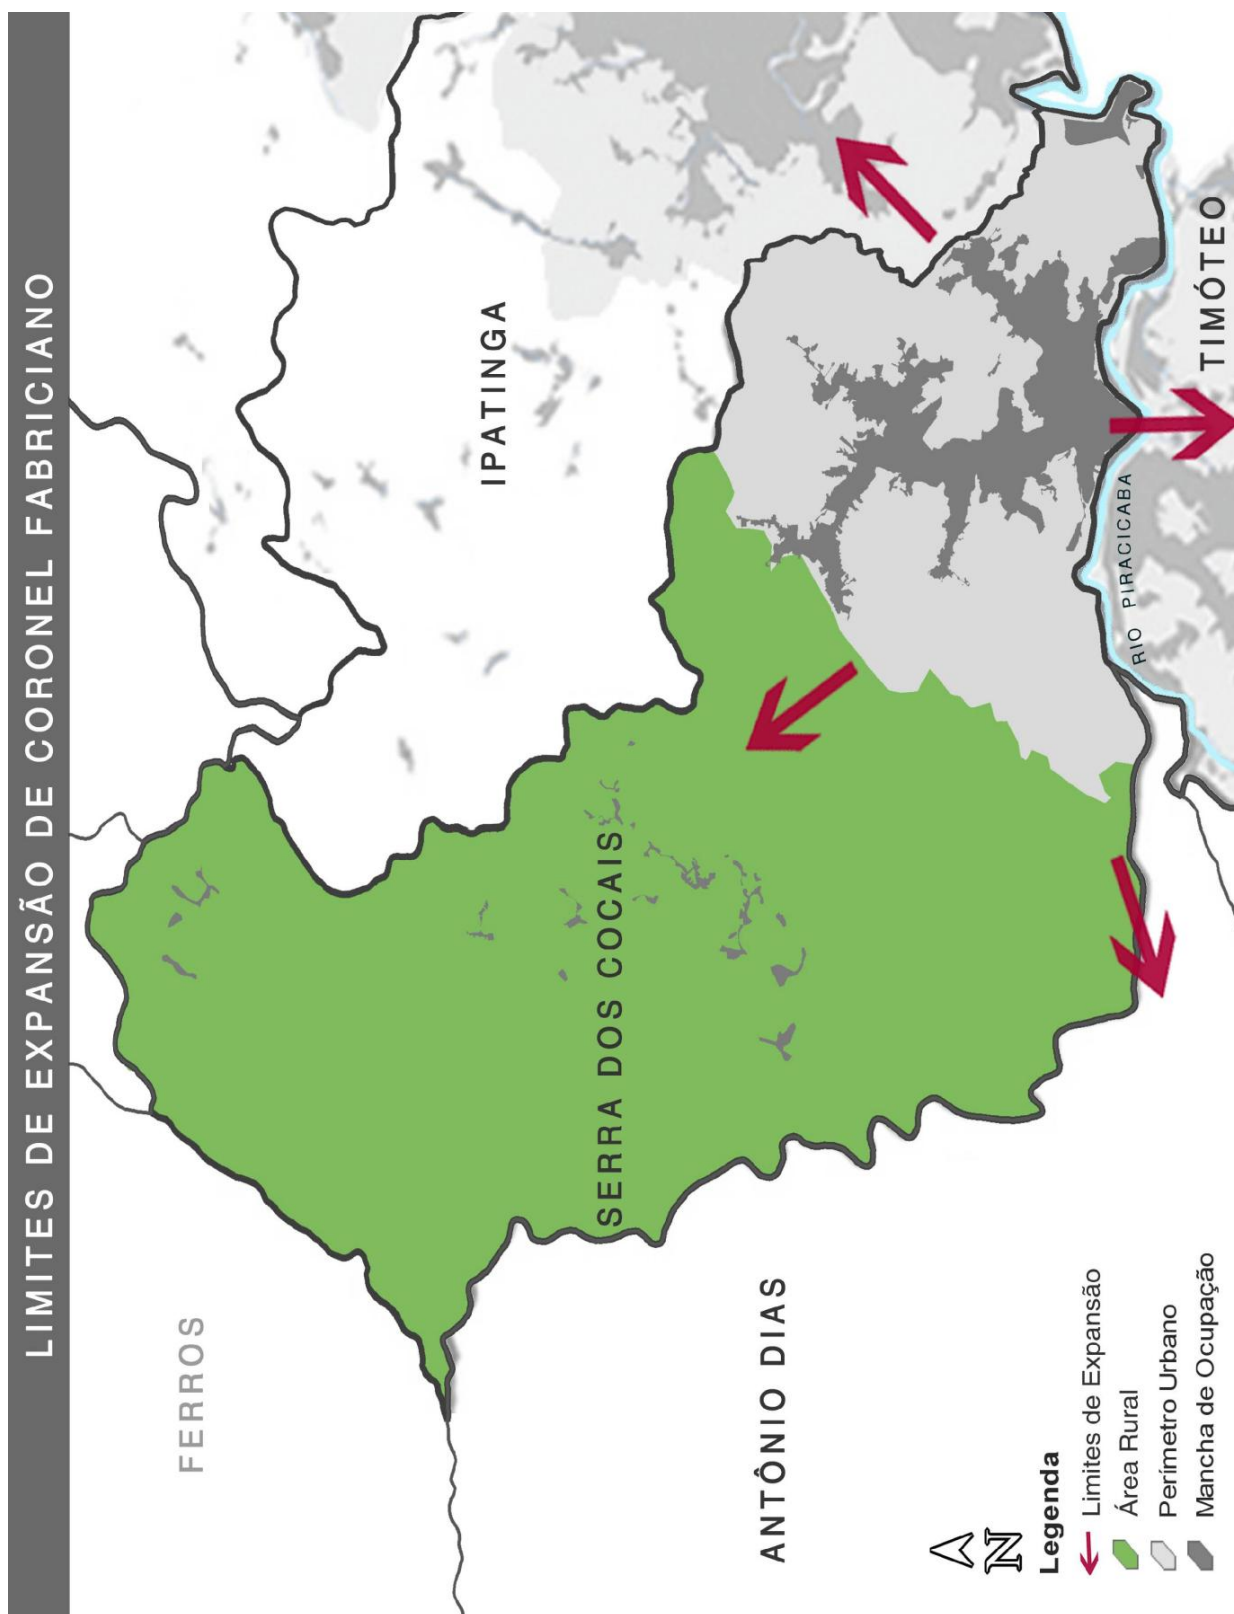 LIMITES DE EXPANSÃO DE CORONEL FABRICIANO
FERROS
IPATINGA
SERRA DOS COCAIS
ANTÔNIO DIAS
RIO PIRACICABA
TIMÓTEO
N
Legenda
Limites de Expansão
Área Rural
Perímetro Urbano
Mancha de Ocupação